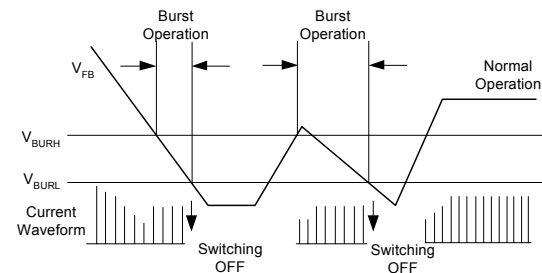 Burst
Operation
Burst
Operation
V_FB
Normal
Operation
V_BURH
V_BURL
Current
Waveform
Switching
OFF
Switching
OFF